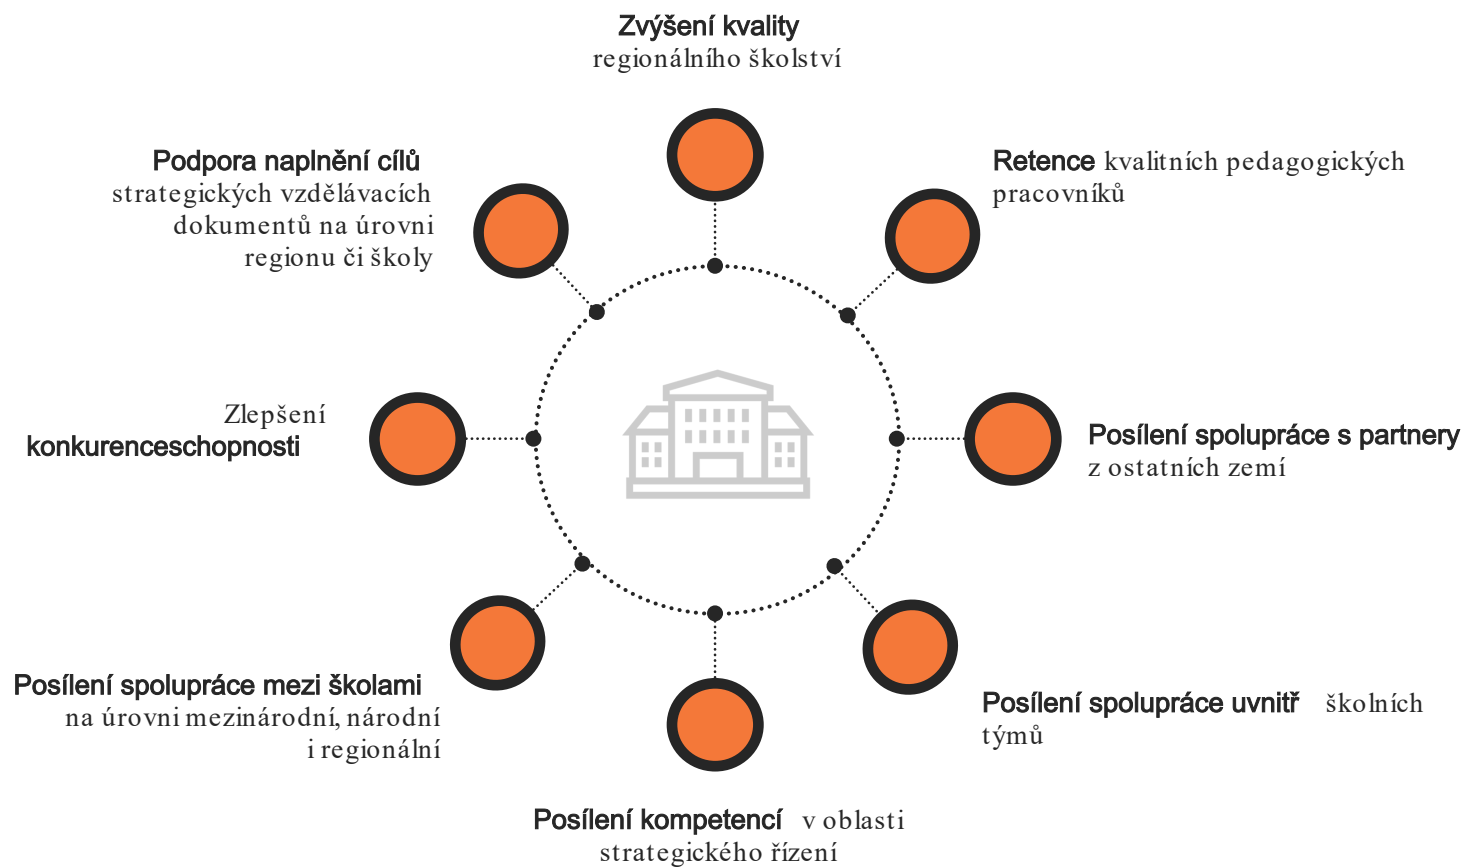 Zvýšení kvality
regionálního školství
Podpora naplnění cílů
strategických vzdělávacích
dokumentů na úrovni
regionu či školy
Retence kvalitních pedagogických
pracovníků
Zlepšení
konkurenceschopnosti
Posílení spolupráce s partnery
z ostatních zemí
Posílení spolupráce mezi školami
na úrovni mezinárodní, národní
i regionální
Posílení spolupráce uvnitř školních
týmů
Posílení kompetencí v oblasti
strategického řízení